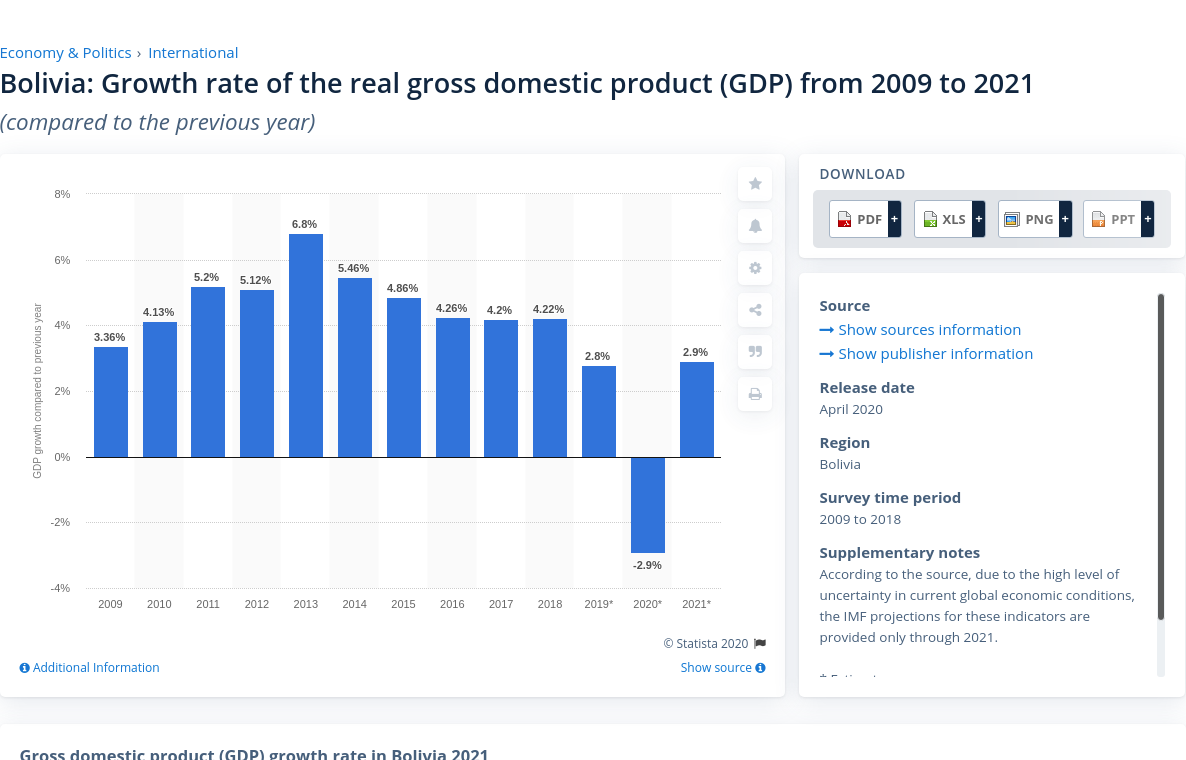 Economy & Politics › International
Bolivia: Growth rate of the real gross domestic product (GDP) from 2009 to 2021
(compared to the previous year)
GDP growth compared to previous year
8%
6%
4%
2%
0%
-2%
-4%
3.36%
4.13%
5.2%
5.12%
6.8%
5.46%
4.86%
4.26%
4.2%
4.22%
2.8%
-2.9%
2.9%
2009 2010 2011 2012 2013 2014 2015 2016 2017 2018 2019* 2020* 2021*
© Statista 2020
Additional Information
Show source
DOWNLOAD
PDF + XLS + PNG + PPT +
Source
Show sources information
Show publisher information
Release date
April 2020
Region
Bolivia
Survey time period
2009 to 2018
Supplementary notes
According to the source, due to the high level of
uncertainty in current global economic conditions,
the IMF projections for these indicators are
provided only through 2021.
Gross domestic product (GDP) growth rate in Bolivia 2021